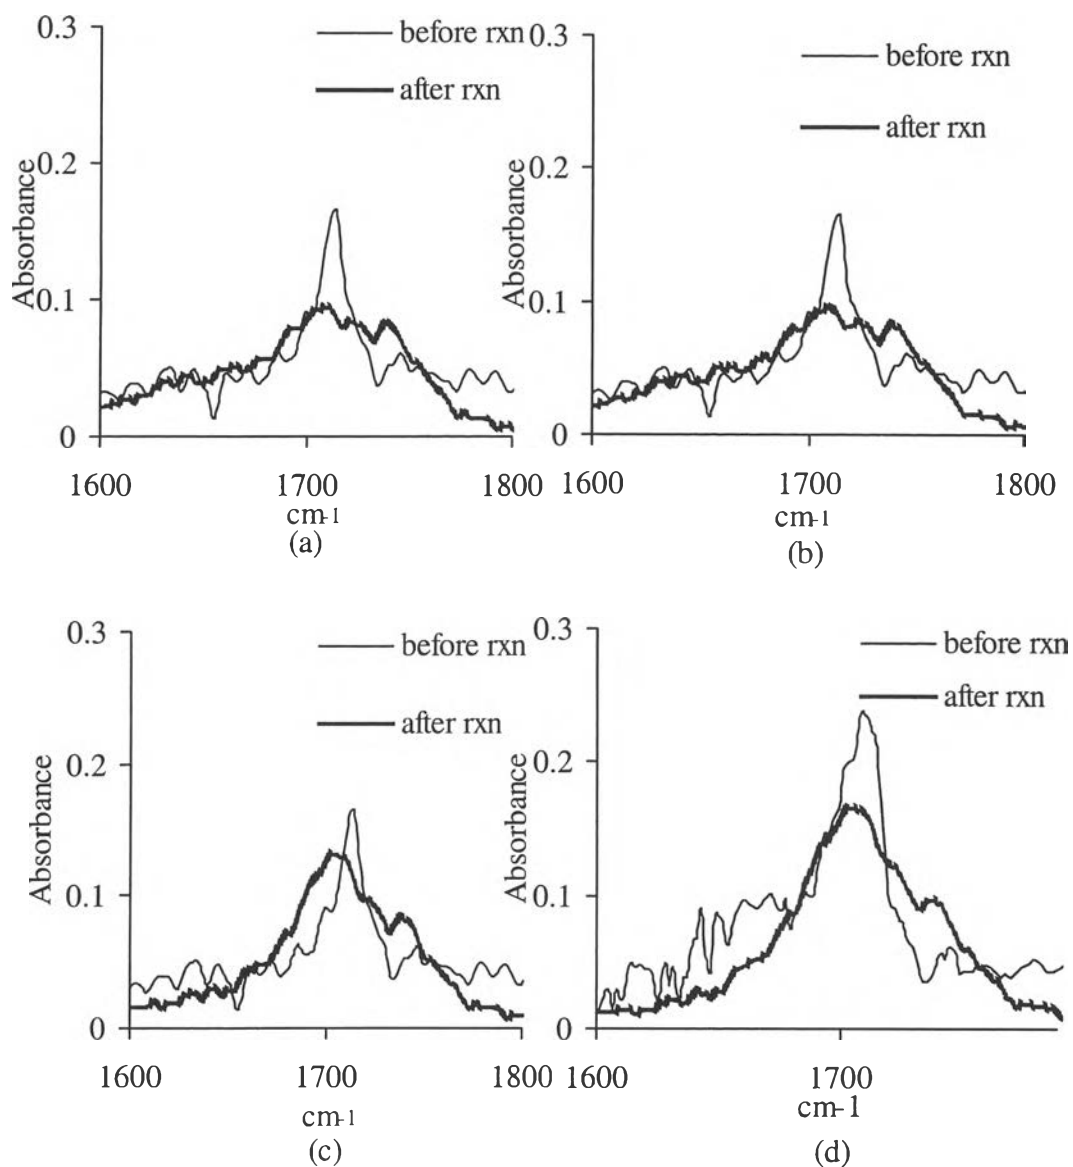 0.3
before rxn
after rxn
0.2
Absorbance
0.1
0
1600
1700
1800
cm-1
(a)
0.3
before rxn
after rxn
0.2
Absorbance
0.1
0
1600
1700
1800
cm-1
(b)
0.3
before rxn
after rxn
0.2
Absorbance
0.1
0
1600
1700
1800
cm-1
(c)
0.3
before rxn
after rxn
0.2
Absorbance
0.1
0
1600
1700
cm-1
(d)